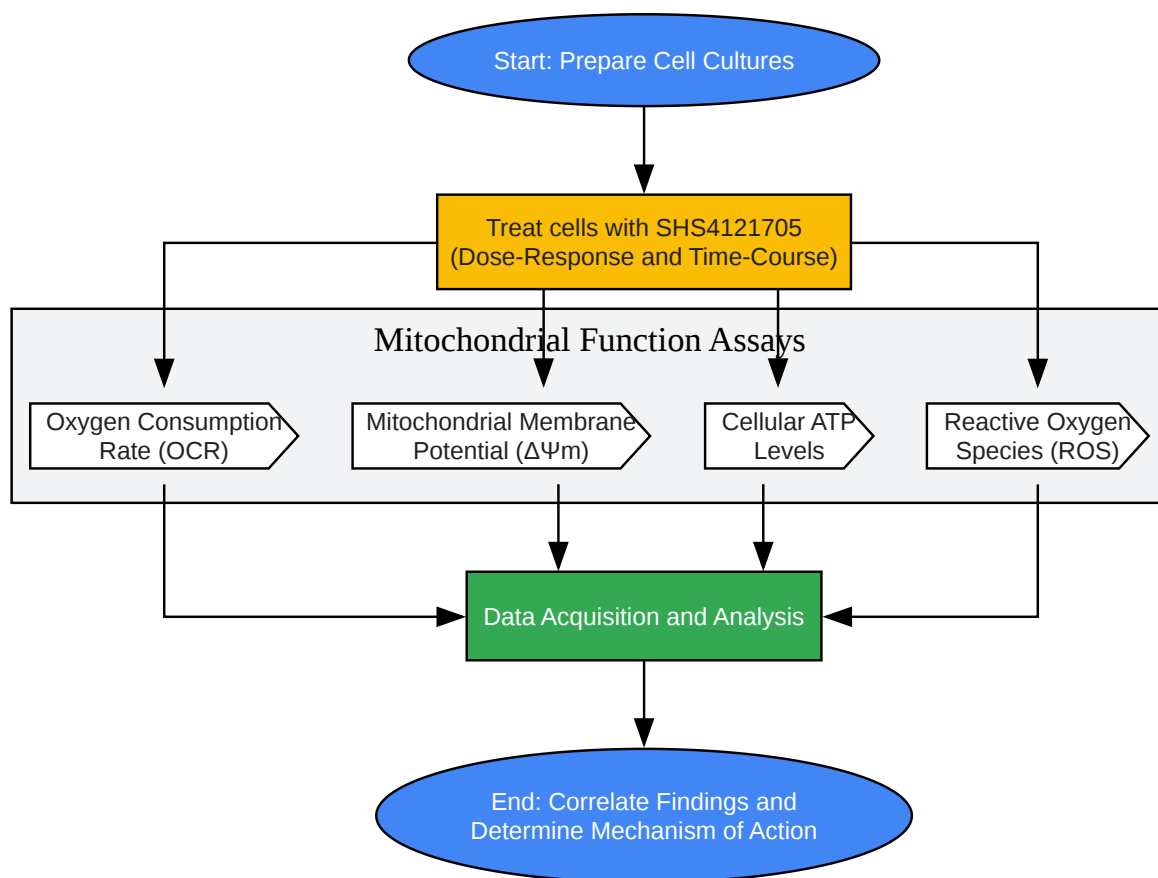 Start: Prepare Cell Cultures
Treat cells with SHS4121705
(Dose-Response and Time-Course)
Mitochondrial Function Assays
Oxygen Consumption
Rate (OCR)
Mitochondrial Membrane
Potential (ΔΨm)
Cellular ATP
Levels
Reactive Oxygen
Species (ROS)
Data Acquisition and Analysis
End: Correlate Findings and
Determine Mechanism of Action